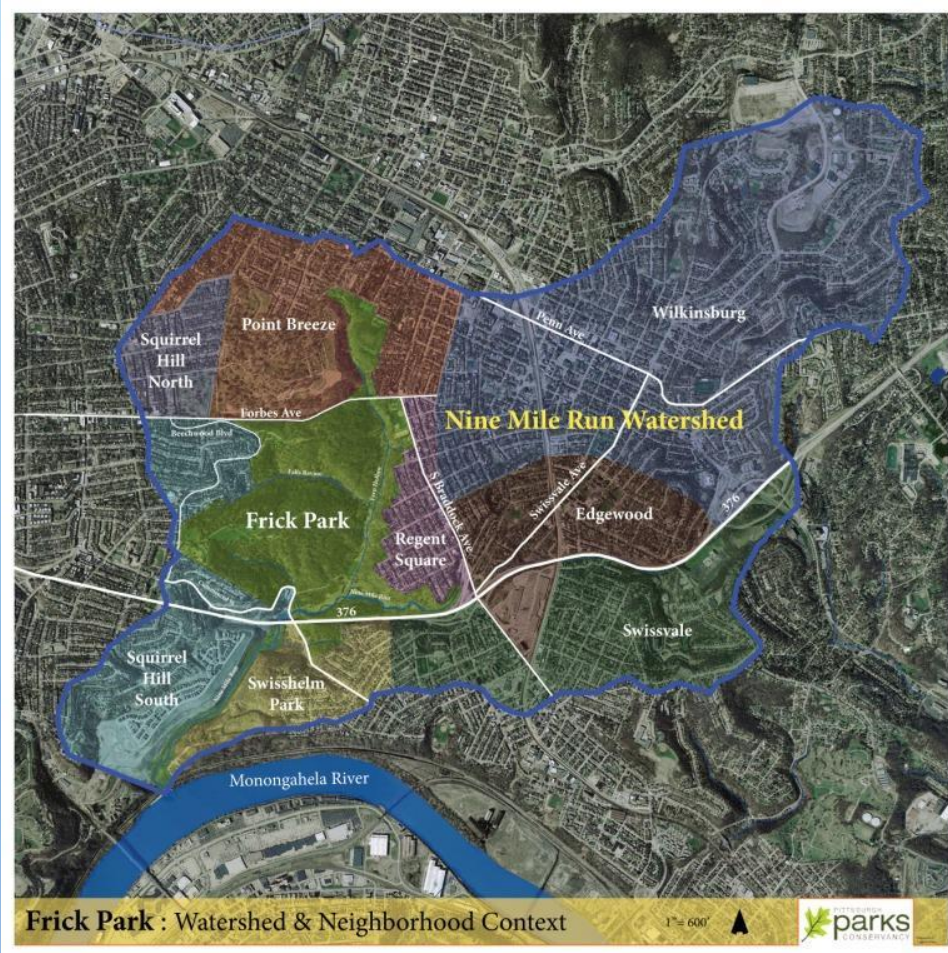 Penn Ave
Wilkinsburg
Point Breeze
Squirrel
Hill
North
Forbes Ave
Beechwood Blvd
Nine Mile Run Watershed
S Braddock Ave
Swissvale Ave
376
Frick Park
Edgewood
Regent
Square
376
Swissvale
Squirrel
Hill
South
Swisshelm
Park
Monongahela River
Frick Park : Watershed & Neighborhood Context
1"= 600'
PITTSBURGH
parks
CONSERVANCY